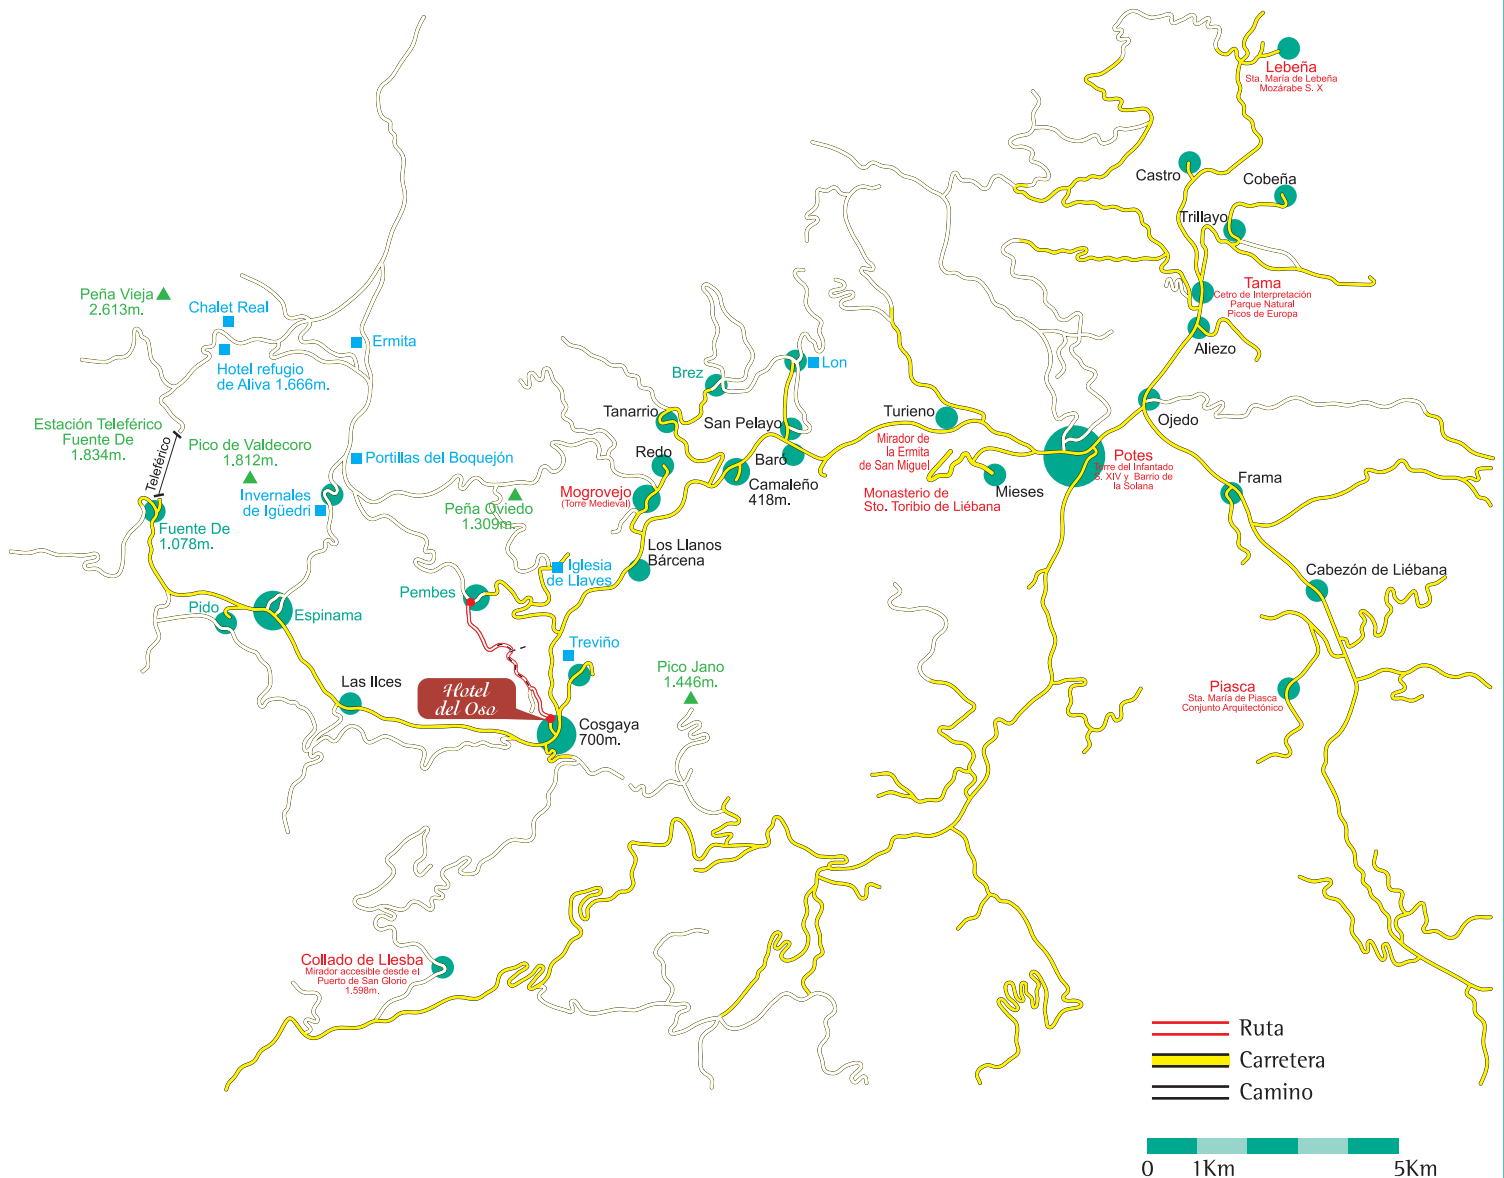 Lebeña
Sta. María de Lebeña
Mozárabe S. X
Castro
Cobeña
Trillayo
Tama
Cetro de Interpretación
Parque Natural
Picos de Europa
Aliezo
Peña Vieja
2.613m.
Chalet Real
Ermita
Hotel refugio
de Aliva 1.666m.
Brez
Lon
Estación Teleférico
Fuente De
1.834m.
Teleférico
Pico de Valdecoro
1.812m.
Portillas del Boquejón
Invernales
de Igüedri
Fuente De
1.078m.
Tanarrio
San Pelayo
Turieno
Ojedo
Redo
Baró
Camaleño
418m.
Mirador de
la Ermita
de San Miguel
Monasterio de
Sto. Toribio de Liébana
Mieses
Potes
Torre del Infantado
S. XIV y Barrio de
la Solana
Frama
Mogrovejo
(Torre Medieval)
Peña Oviedo
1.309m.
Los Llanos
Bárcena
Iglesia
de Llaves
Cabezón de Liébana
Pembes
Pido
Espinama
Treviño
Pico Jano
1.446m.
Las Ilces
Hotel
del Oso
Cosgaya
700m.
Piasca
Sta. María de Piasca
Conjunto Arquitectónico
Collado de Llesba
Mirador accesible desde el
Puerto de San Glorio
1.598m.
Ruta
Carretera
Camino
0 1Km 5Km